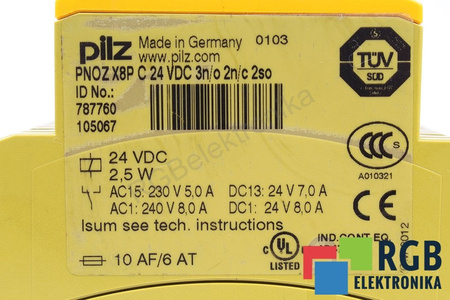 pilz Made in Germany 0103
www.pilz.com
PNOZ X8P C 24 VDC 3n/o 2n/c 2so
ID No.:
787760
105067
TÜV
SÜD
24 VDC
2,5 W
AC15: 230 V 5,0 A DC13: 24 V 7,0 A
AC1: 240 V 8,0 A DC1: 24 V 8,0 A
Isum see tech. instructions
10 AF/6 AT
CCC S
A010321
CE
C UL US
LISTED
IND.CONT.EQ.
RGB
ELEKTRONIKA
RGBelektronika